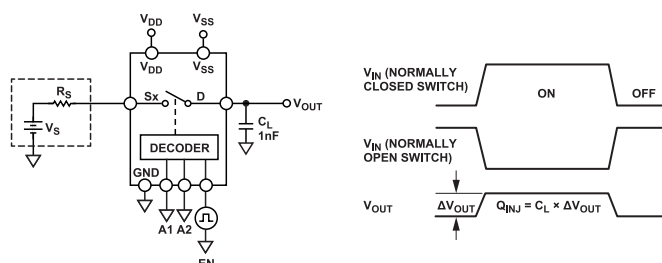 VDD
VSS
VDD
VSS
RS
VS
Sx
D
VOUT
CL
1nF
DECODER
GND
A1
A2
EN
VIN (NORMALLY
CLOSED SWITCH)
ON
OFF
VIN (NORMALLY
OPEN SWITCH)
VOUT
ΔVOUT
QINJ = CL × ΔVOUT